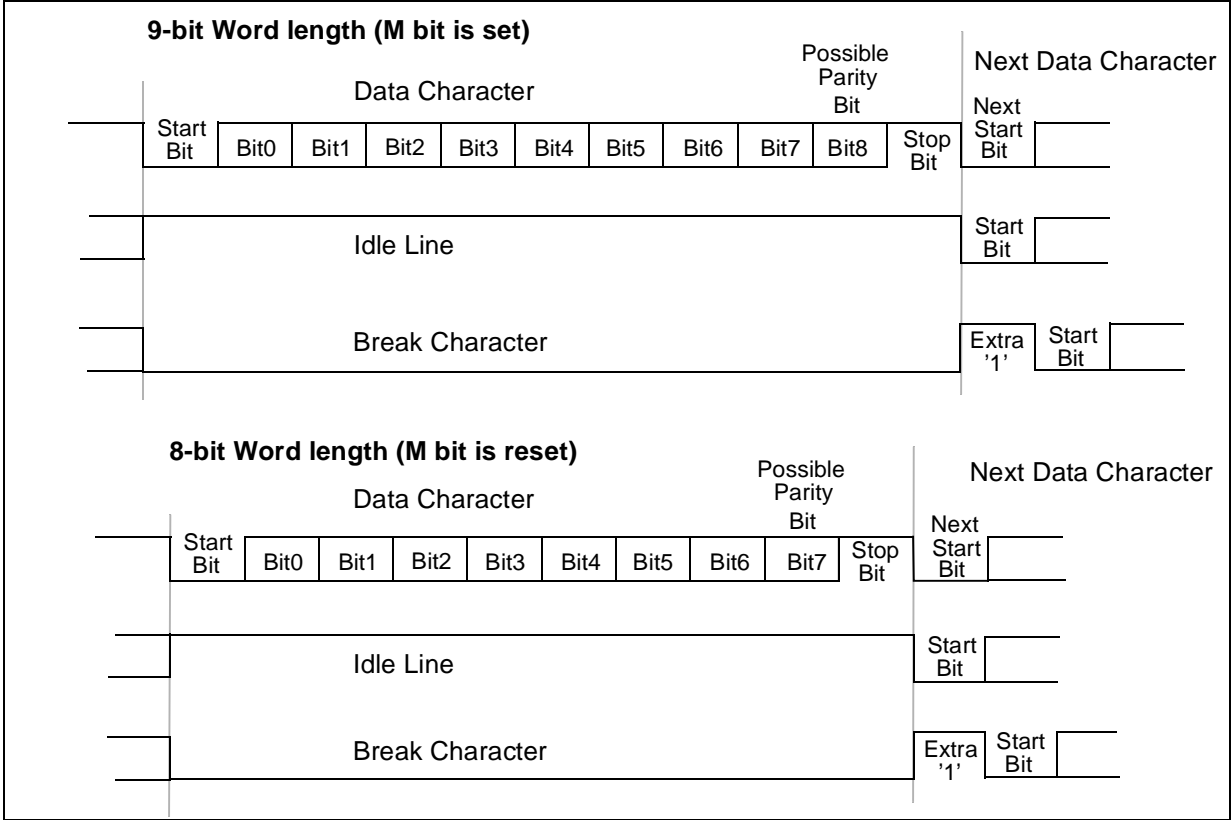 9-bit Word length (M bit is set)
Possible
Parity
Bit
Next Data Character
Data Character
Next
Start
Bit
Start
Bit
Bit0 Bit1 Bit2 Bit3 Bit4 Bit5 Bit6 Bit7 Bit8
Stop
Bit
Idle Line
Start
Bit
Break Character
Extra
'1'
Start
Bit
8-bit Word length (M bit is reset)
Possible
Parity
Bit
Next Data Character
Data Character
Next
Start
Bit
Start
Bit
Bit0 Bit1 Bit2 Bit3 Bit4 Bit5 Bit6 Bit7
Stop
Bit
Idle Line
Start
Bit
Break Character
Extra
'1'
Start
Bit